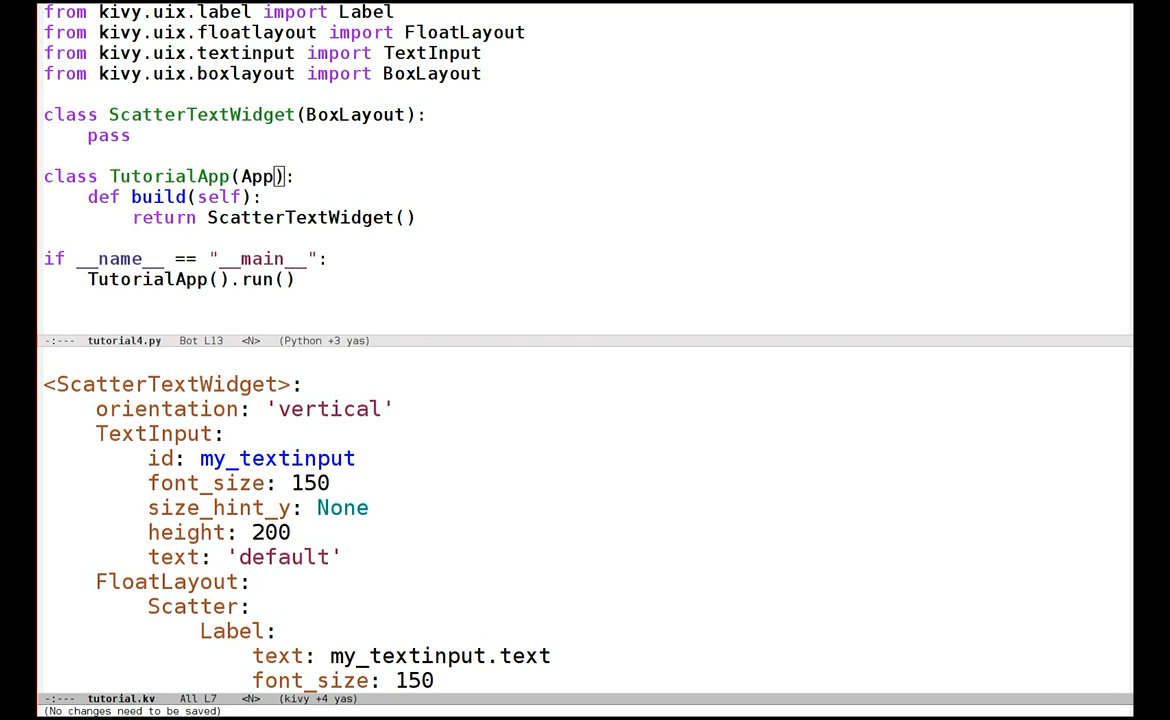 from kivy.uix.label import Label
from kivy.uix.floatlayout import FloatLayout
from kivy.uix.textinput import TextInput
from kivy.uix.boxlayout import BoxLayout
class ScatterTextWidget(BoxLayout):
pass
class TutorialApp(App):
def build(self):
return ScatterTextWidget()
if __name__ == "__main__":
TutorialApp().run()
-:--- tutorial4.py Bot L13 <N> (Python +3 yas)
<ScatterTextWidget>:
orientation: 'vertical'
TextInput:
id: my_textinput
font_size: 150
size_hint_y: None
height: 200
text: 'default'
FloatLayout:
Scatter:
Label:
text: my_textinput.text
font_size: 150
-:--- tutorial.kv All L7 <N> (kivy +4 yas)
(No changes need to be saved)